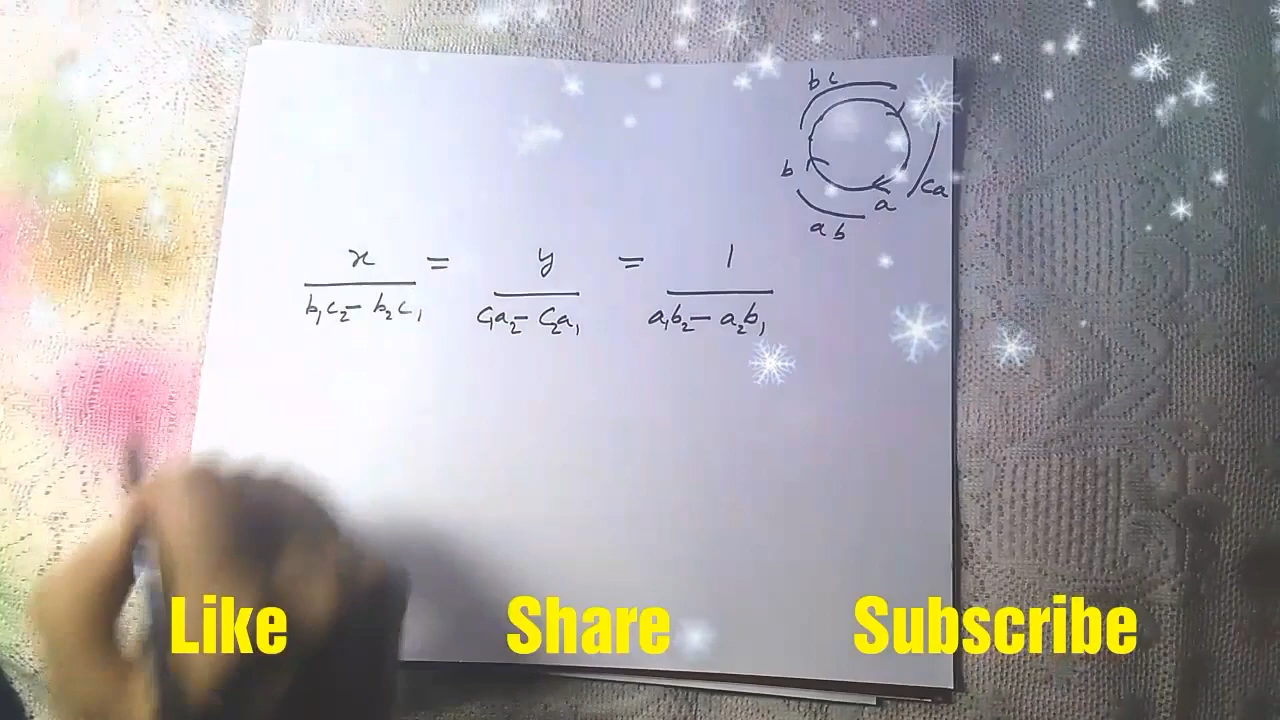 bc
b
ca
a
ab
x = y = 1
b₁c₂ - b₂c₁ c₁a₂ - c₂a₁ a₁b₂ - a₂b₁
Like Share Subscribe